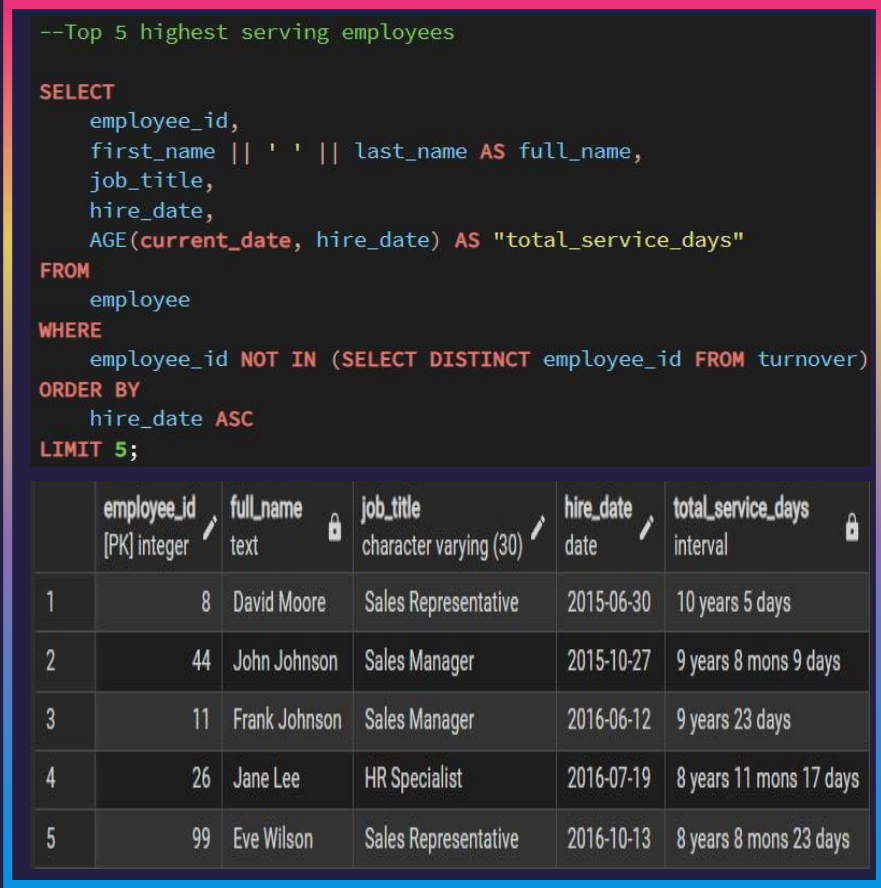 --Top 5 highest serving employees
SELECT
employee_id,
first_name || ' ' || last_name AS full_name,
job_title,
hire_date,
AGE(current_date, hire_date) AS "total_service_days"
FROM
employee
WHERE
employee_id NOT IN (SELECT DISTINCT employee_id FROM turnover)
ORDER BY
hire_date ASC
LIMIT 5;
employee_id full_name job_title hire_date total_service_days
[PK] integer text character varying (30) date interval
1 8 David Moore Sales Representative 2015-06-30 10 years 5 days
2 44 John Johnson Sales Manager 2015-10-27 9 years 8 mons 9 days
3 11 Frank Johnson Sales Manager 2016-06-12 9 years 23 days
4 26 Jane Lee HR Specialist 2016-07-19 8 years 11 mons 17 days
5 99 Eve Wilson Sales Representative 2016-10-13 8 years 8 mons 23 days